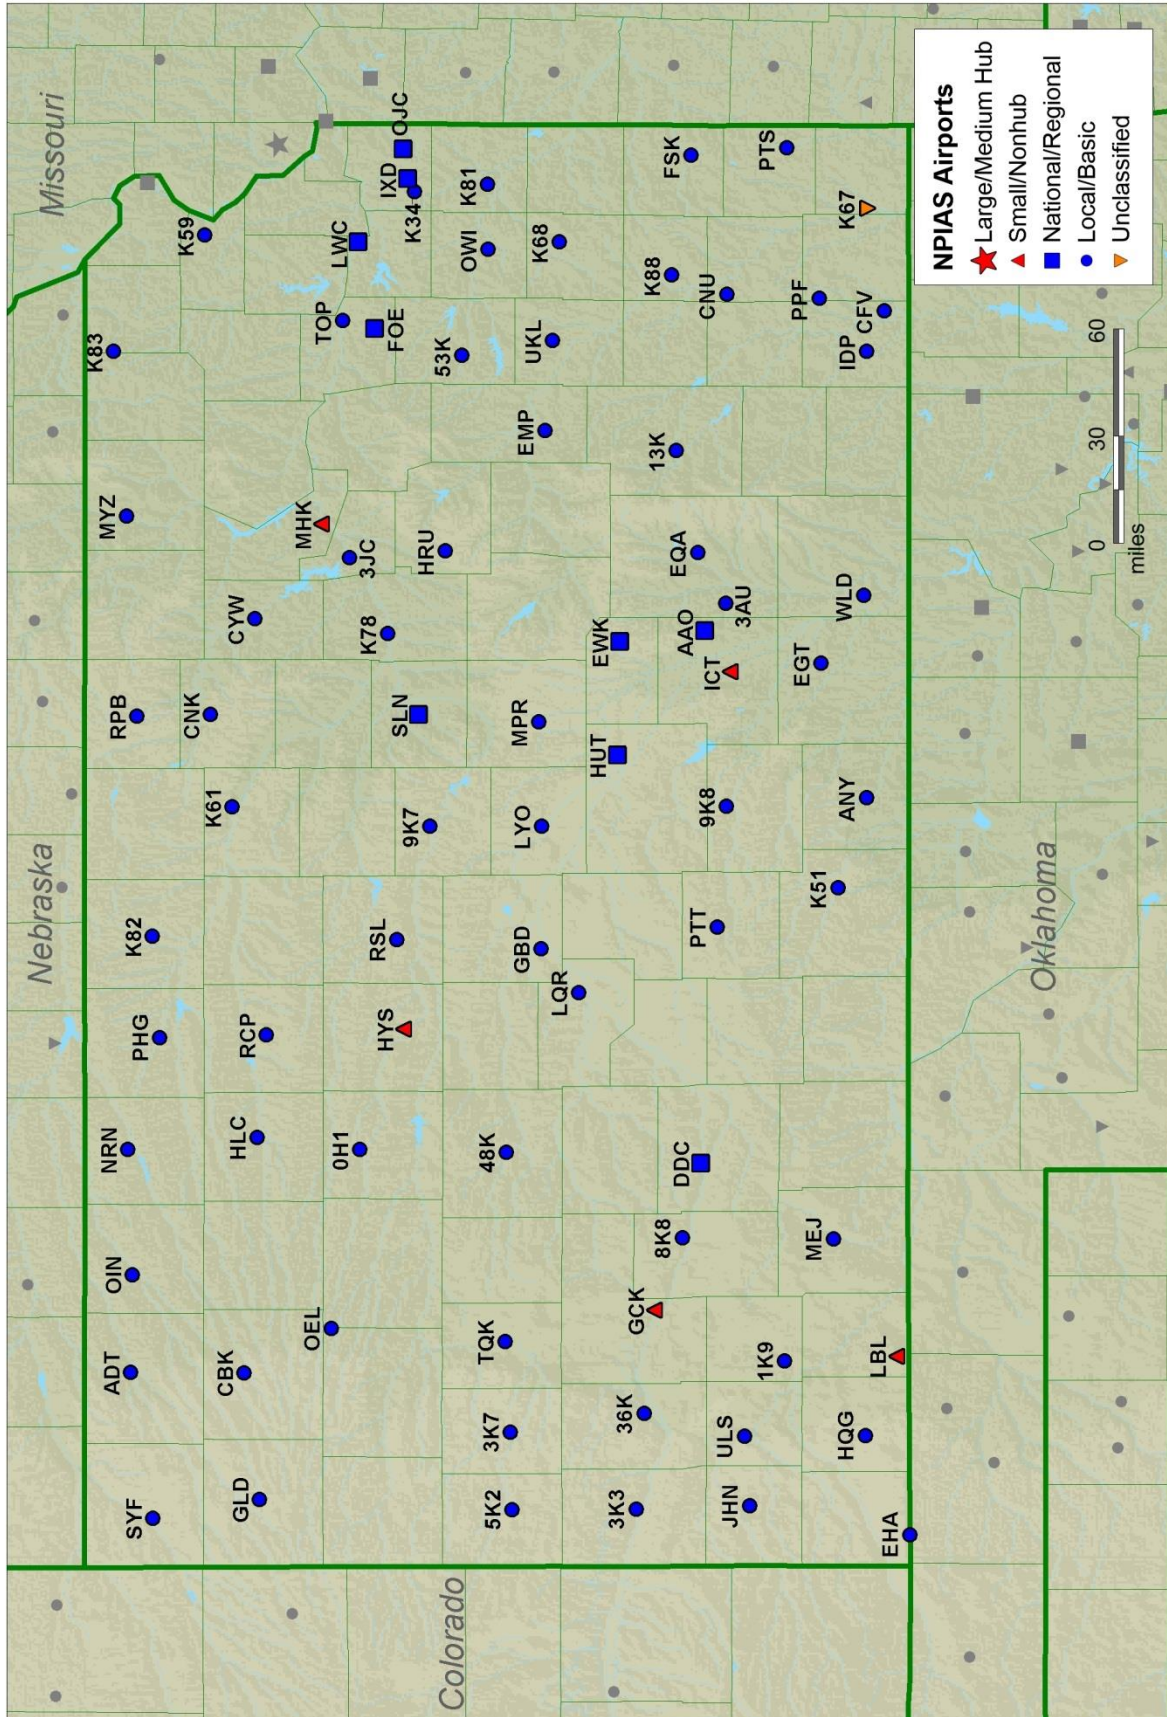 Nebraska
Missouri
Colorado
Oklahoma
SYF
ADT
OIN
NRN
PHG
K82
RPB
MYZ
K83
GLD
CBK
HLC
RCP
K61
CNK
CYW
K59
OEL
0H1
HYS
RSL
9K7
SLN
K78
3JC
MHK
HRU
TOP
FOE
LWC
K34
IXD
OJC
5K2
3K7
TQK
48K
LQR
GBD
LYO
MPR
EMP
53K
UKL
OWI
K81
K68
3K3
36K
GCK
8K8
DDC
PTT
HUT
9K8
EWK
ICT
AAO
3AU
EQA
13K
K88
CNU
FSK
JHN
ULS
1K9
MEJ
K51
ANY
EGT
WLD
PPF
PTS
EHA
HQG
LBL
IDP
CFV
K67
NPIAS Airports
Large/Medium Hub
Small/Nonhub
National/Regional
Local/Basic
Unclassified
0 30 60
miles